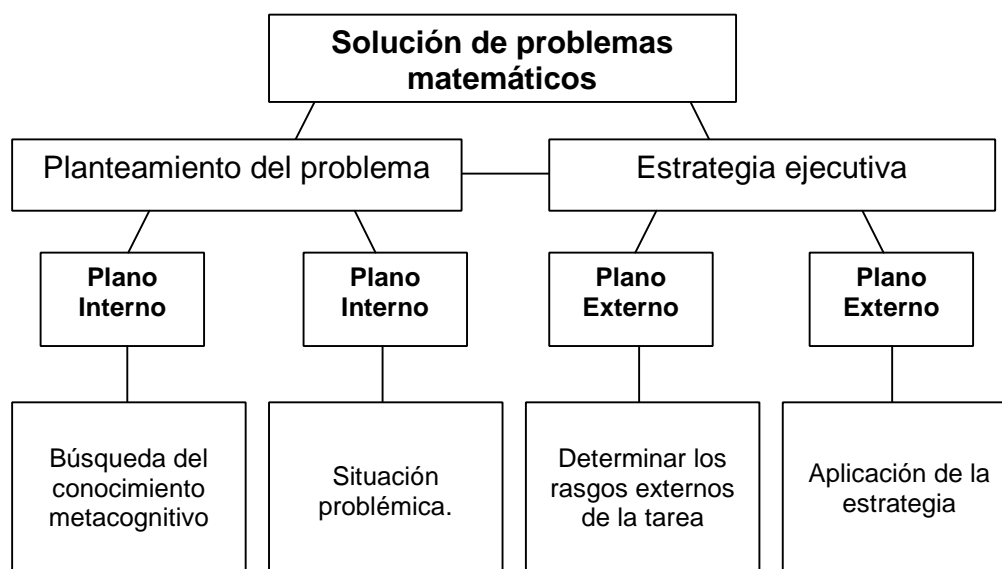 Solución de problemas
matemáticos
Planteamiento del problema
Estrategia ejecutiva
Plano
Interno
Plano
Interno
Plano
Externo
Plano
Externo
Búsqueda del
conocimiento
metacognitivo
Situación
problémica.
Determinar los
rasgos externos
de la tarea
Aplicación de la
estrategia